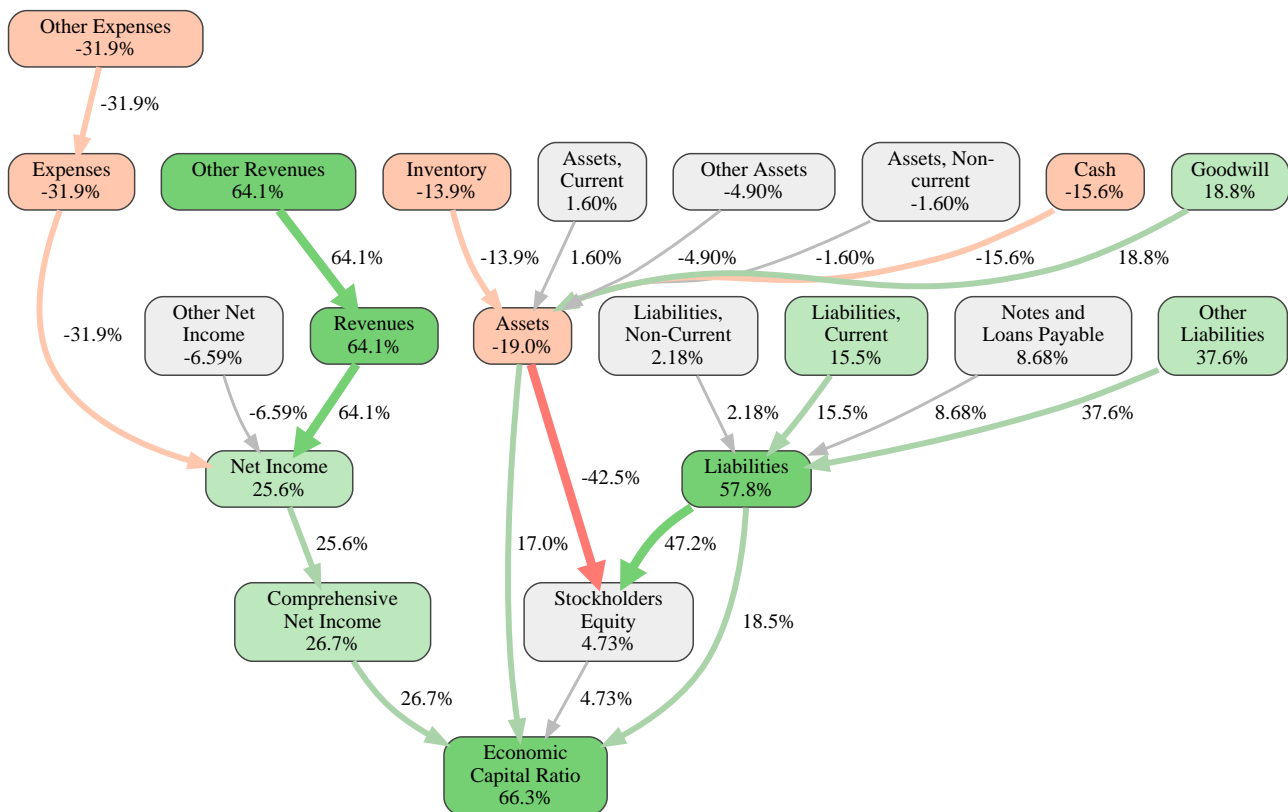 Other Expenses
-31.9%
-31.9%
Expenses
-31.9%
Other Revenues
64.1%
Inventory
-13.9%
Assets,
Current
1.60%
Other Assets
-4.90%
Assets, Non-
current
-1.60%
Cash
-15.6%
Goodwill
18.8%
64.1%
-13.9%
1.60%
-4.90%
-1.60%
-15.6%
18.8%
-31.9%
Other Net
Income
-6.59%
Revenues
64.1%
Assets
-19.0%
Liabilities,
Non-Current
2.18%
Liabilities,
Current
15.5%
Notes and
Loans Payable
8.68%
Other
Liabilities
37.6%
-6.59%
64.1%
2.18%
15.5%
8.68%
37.6%
Net Income
25.6%
-42.5%
Liabilities
57.8%
25.6%
17.0%
47.2%
Comprehensive
Net Income
26.7%
Stockholders
Equity
4.73%
18.5%
26.7%
4.73%
Economic
Capital Ratio
66.3%